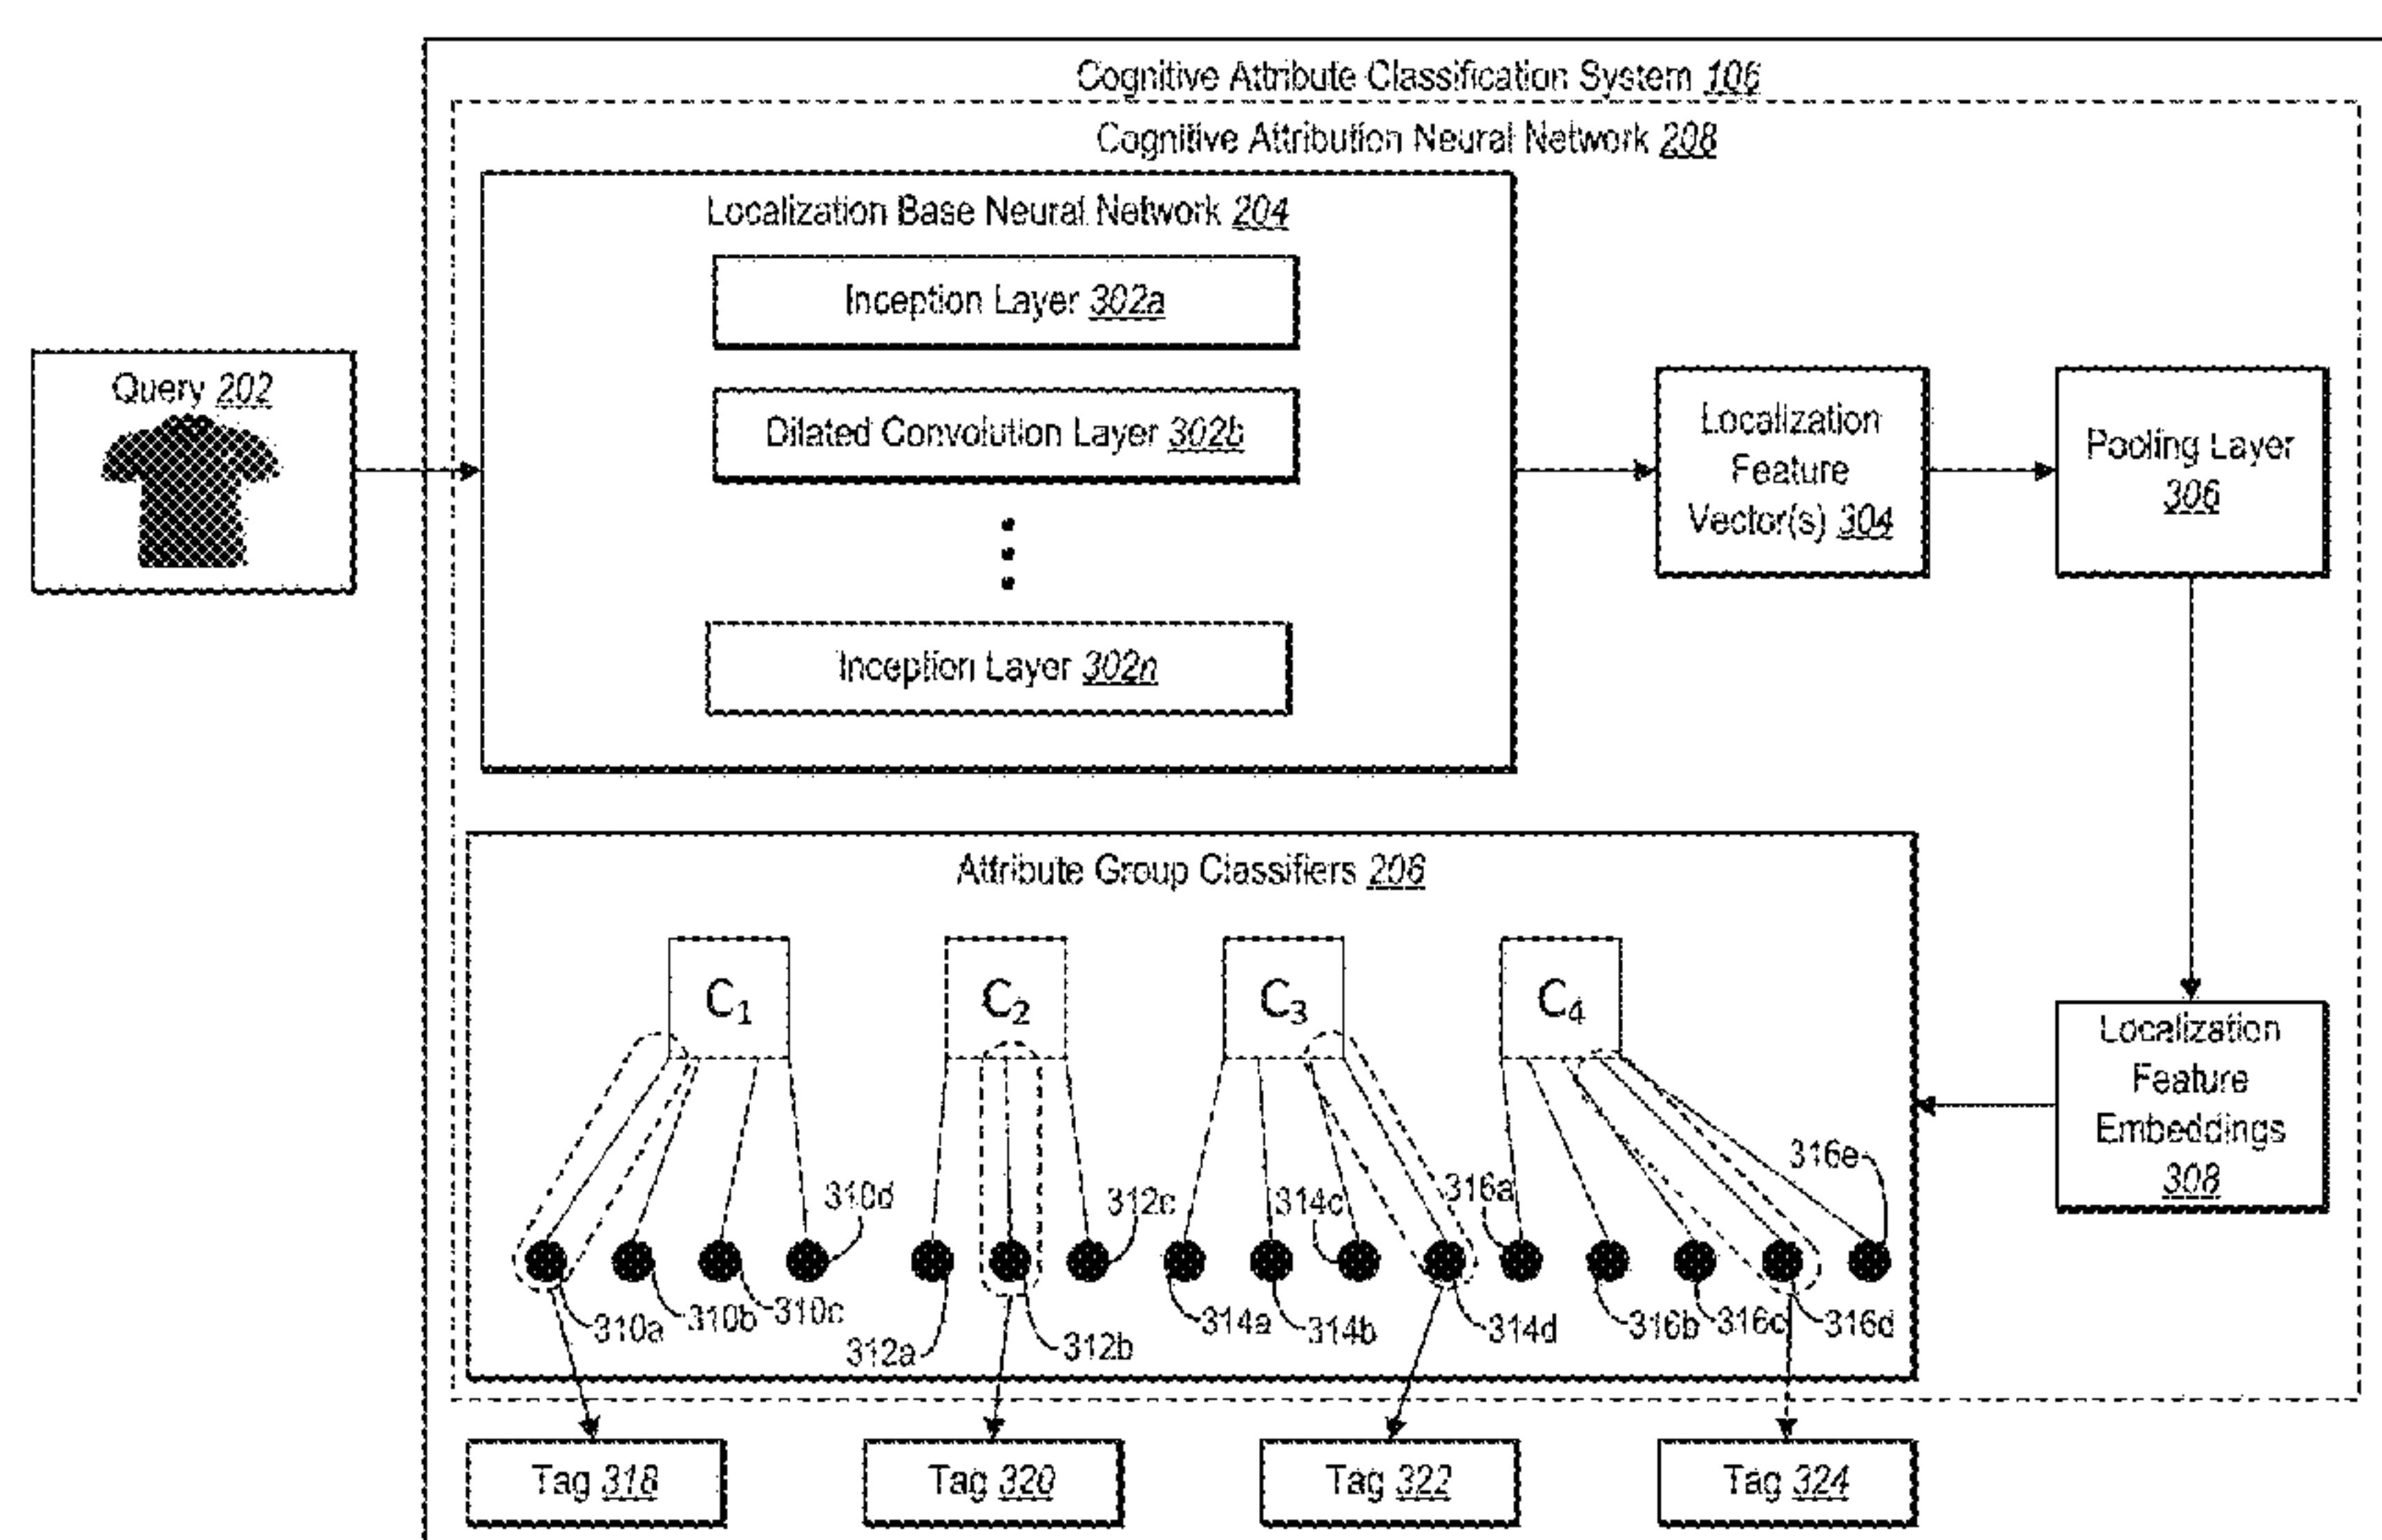 Cognitive Attribute Classification System 106
Cognitive Attribution Neural Network 208
Localization Base Neural Network 204
Inception Layer 302a
Dilated Convolution Layer 302b
Inception Layer 302n
Query 202
Localization
Feature
Vector(s) 304
Pooling Layer
306
Attribute Group Classifiers 206
C1
C2
C3
C4
Localization
Feature
Embeddings
308
316e
310d
312c
314c
316a
310a
310b
310c
312a
312b
314a
314b
314d
316b
316c
316d
Tag 318
Tag 320
Tag 322
Tag 324